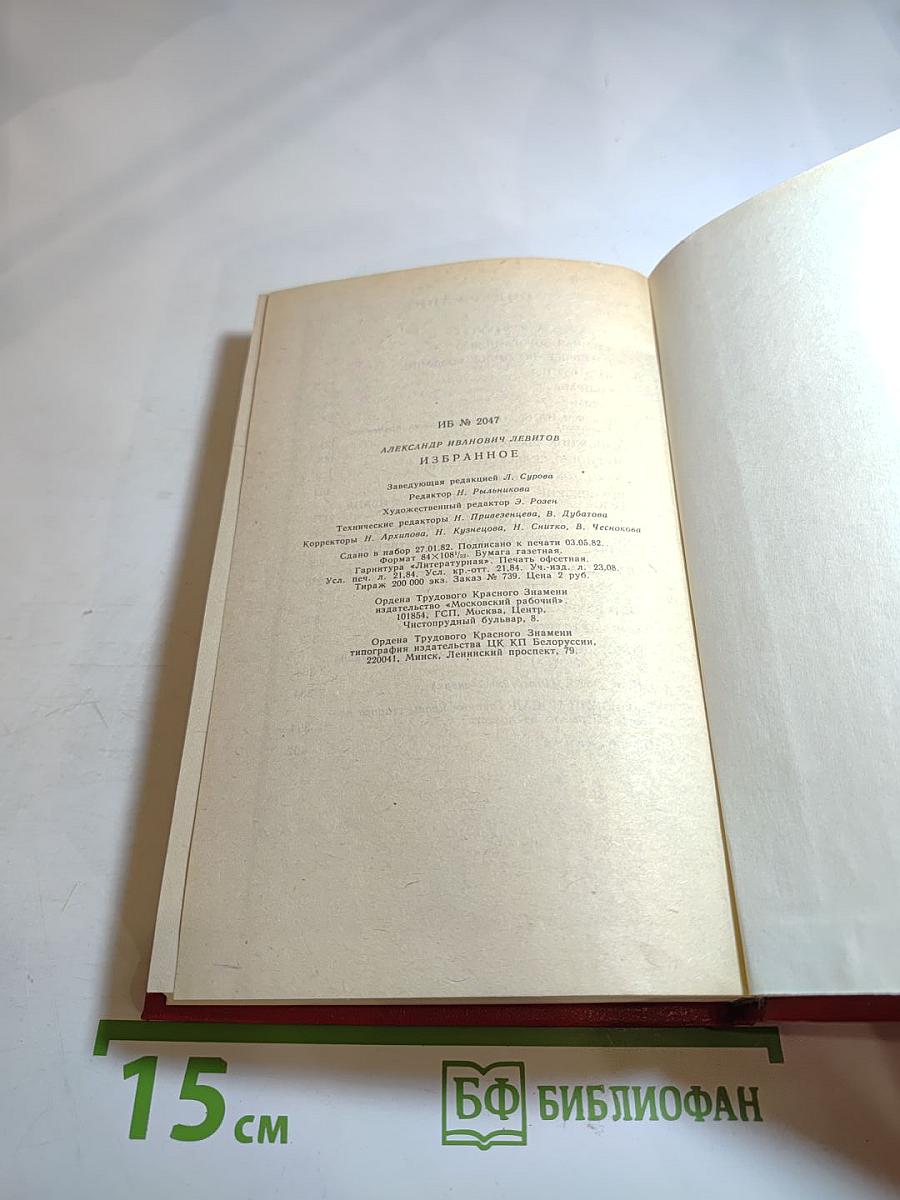 ИБ № 2047
АЛЕКСАНДР ИВАНОВИЧ ЛЕВИТОВ
ИЗБРАННОЕ
Заведующая редакцией Л. Сурова
Редактор Н. Рыльникова
Художественный редактор Э. Розен
Технические редакторы Н. Привезенцева, В. Дубатова
Корректоры Н. Архипова, Н. Кузнецова, Н. Снитко, В. Чеснокова
Сдано в набор 27.01.82. Подписано к печати 03.05.82.
Формат 84×108¹/₃₂. Бумага газетная.
Гарнитура «Литературная». Печать офсетная.
Усл. печ. л. 21,84. Усл. кр.-отт. 21,84. Уч.-изд. л. 23,08.
Тираж 200 000 экз. Заказ № 739. Цена 2 руб.
Ордена Трудового Красного Знамени
издательство «Московский рабочий».
101854, ГСП, Москва, Центр,
Чистопрудный бульвар, 8.
Ордена Трудового Красного Знамени
типография издательства ЦК КП Белоруссии,
220041, Минск, Ленинский проспект, 79.
15 см
БФ БИБЛИОФАН